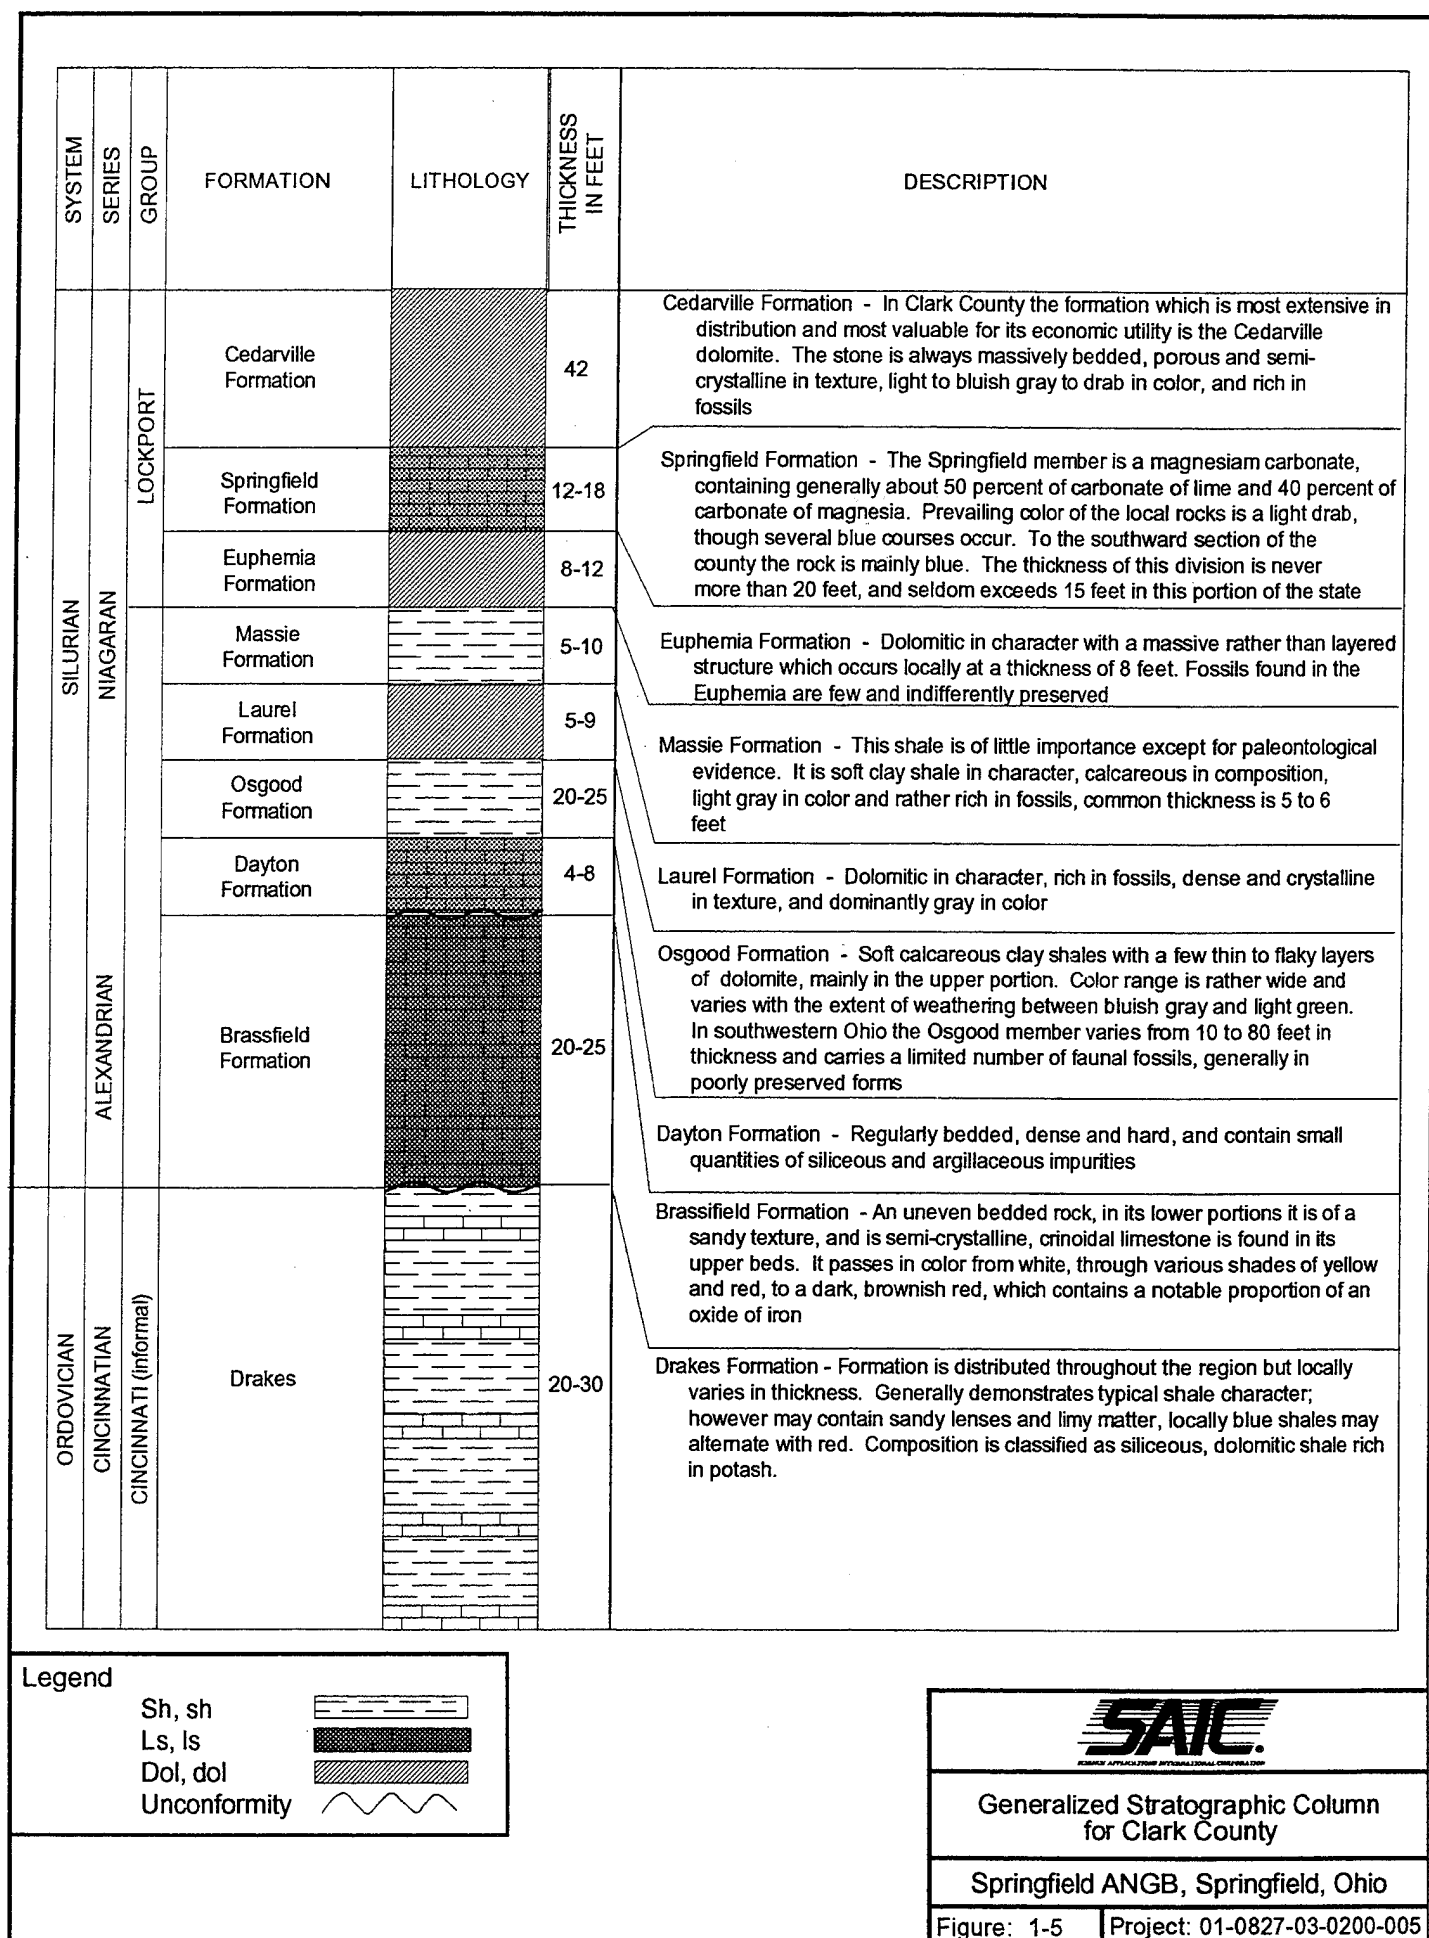 SYSTEM
SERIES
GROUP
FORMATION
LITHOLOGY
THICKNESS
IN FEET
DESCRIPTION
SILURIAN
NIAGARAN
ALEXANDRIAN
LOCKPORT
ORDOVICIAN
CINCINNATIAN
CINCINNATI (informal)
Cedarville
Formation
42
Springfield
Formation
12-18
Euphemia
Formation
8-12
Massie
Formation
5-10
Laurel
Formation
5-9
Osgood
Formation
20-25
Dayton
Formation
4-8
Brassfield
Formation
20-25
Drakes
20-30
Cedarville Formation - In Clark County the formation which is most extensive in
distribution and most valuable for its economic utility is the Cedarville
dolomite. The stone is always massively bedded, porous and semi-
crystalline in texture, light to bluish gray to drab in color, and rich in
fossils
Springfield Formation - The Springfield member is a magnesiam carbonate,
containing generally about 50 percent of carbonate of lime and 40 percent of
carbonate of magnesia. Prevailing color of the local rocks is a light drab,
though several blue courses occur. To the southward section of the
county the rock is mainly blue. The thickness of this division is never
more than 20 feet, and seldom exceeds 15 feet in this portion of the state
Euphemia Formation - Dolomitic in character with a massive rather than layered
structure which occurs locally at a thickness of 8 feet. Fossils found in the
Euphemia are few and indifferently preserved
Massie Formation - This shale is of little importance except for paleontological
evidence. It is soft clay shale in character, calcareous in composition,
light gray in color and rather rich in fossils, common thickness is 5 to 6
feet
Laurel Formation - Dolomitic in character, rich in fossils, dense and crystalline
in texture, and dominantly gray in color
Osgood Formation - Soft calcareous clay shales with a few thin to flaky layers
of dolomite, mainly in the upper portion. Color range is rather wide and
varies with the extent of weathering between bluish gray and light green.
In southwestern Ohio the Osgood member varies from 10 to 80 feet in
thickness and carries a limited number of faunal fossils, generally in
poorly preserved forms
Dayton Formation - Regularly bedded, dense and hard, and contain small
quantities of siliceous and argillaceous impurities
Brassifield Formation - An uneven bedded rock, in its lower portions it is of a
sandy texture, and is semi-crystalline, crinoidal limestone is found in its
upper beds. It passes in color from white, through various shades of yellow
and red, to a dark, brownish red, which contains a notable proportion of an
oxide of iron
Drakes Formation - Formation is distributed throughout the region but locally
varies in thickness. Generally demonstrates typical shale character;
however may contain sandy lenses and limy matter, locally blue shales may
alternate with red. Composition is classified as siliceous, dolomitic shale rich
in potash.
Legend
Sh, sh
Ls, ls
Dol, dol
Unconformity
SAIC.
SCIENCE APPLICATIONS INTERNATIONAL CORPORATION
Generalized Stratographic Column
for Clark County
Springfield ANGB, Springfield, Ohio
Figure: 1-5
Project: 01-0827-03-0200-005